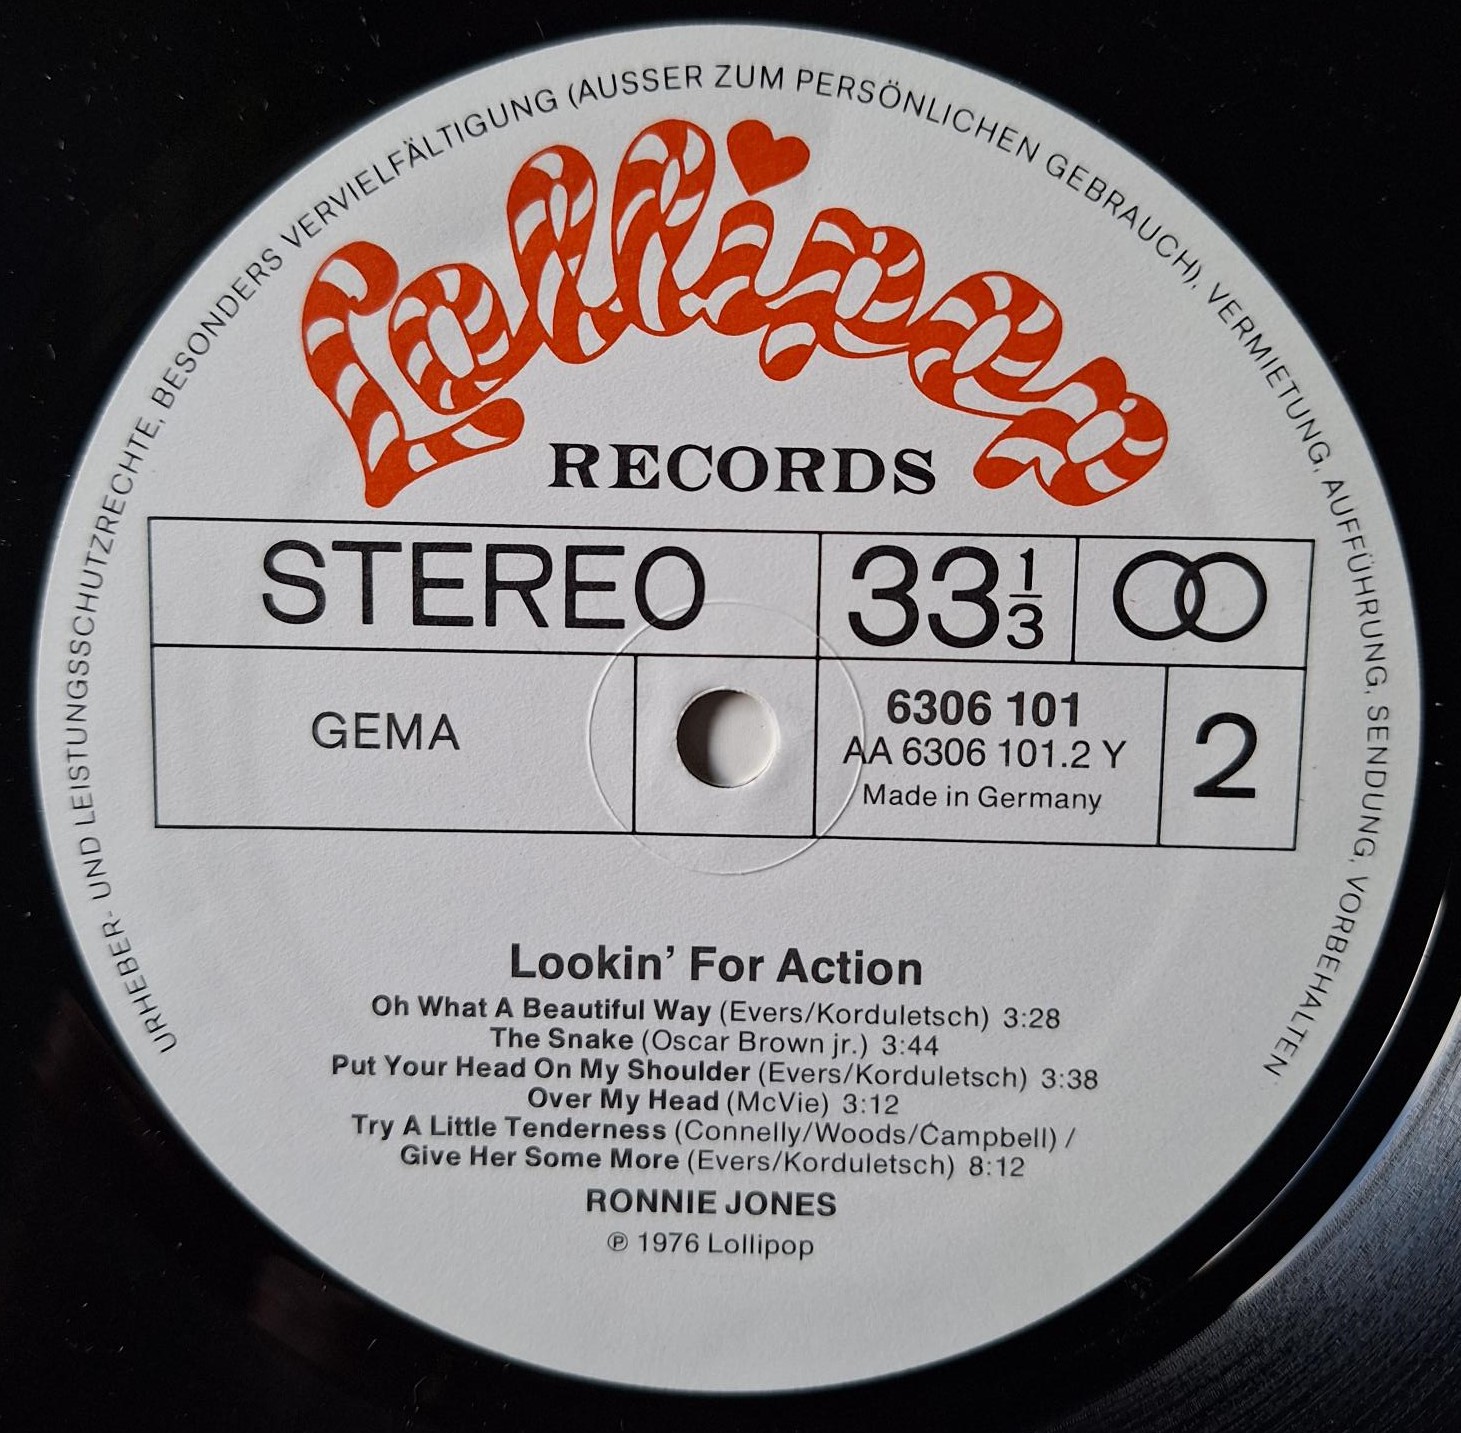 URHEBER- UND LEISTUNGSSCHUTZRECHTE, BESONDERS VERVIELFÄLTIGUNG (AUSSER ZUM PERSÖNLICHEN GEBRAUCH), VERMIETUNG, AUFFÜHRUNG, SENDUNG, VORBEHALTEN
Lollipop
RECORDS
STEREO
33 1/3
GEMA
6306 101
AA 6306 101.2 Y
Made in Germany
2
Lookin' For Action
Oh What A Beautiful Way (Evers/Korduletsch) 3:28
The Snake (Oscar Brown jr.) 3:44
Put Your Head On My Shoulder (Evers/Korduletsch) 3:38
Over My Head (McVie) 3:12
Try A Little Tenderness (Connelly/Woods/Campbell) /
Give Her Some More (Evers/Korduletsch) 8:12
RONNIE JONES
℗ 1976 Lollipop